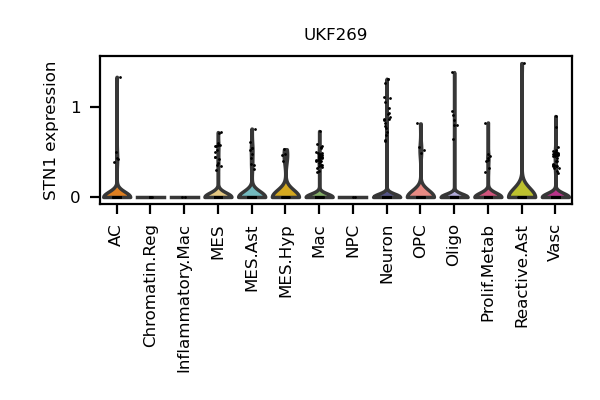 UKF269
STN1 expression
1
0
AC
Chromatin.Reg
Inflammatory.Mac
MES
MES.Ast
MES.Hyp
Mac
NPC
Neuron
OPC
Oligo
Prolif.Metab
Reactive.Ast
Vasc